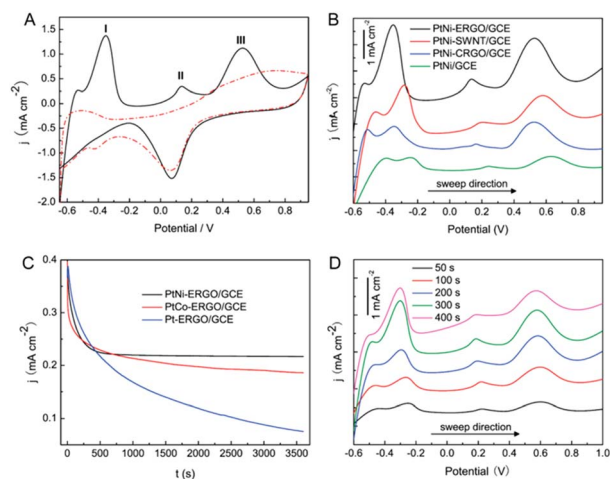 A
I
II
III
j (mA cm-2)
1.5
1.0
0.5
0.0
-0.5
-1.0
-1.5
-2.0
-0.6 -0.4 -0.2 0.0 0.2 0.4 0.6 0.8
Potential / V
B
1 mA cm-2
PtNi-ERGO/GCE
PtNi-SWNT/GCE
PtNi-CRGO/GCE
PtNi/GCE
j (mA cm-2)
sweep direction
-0.6 -0.4 -0.2 0.0 0.2 0.4 0.6 0.8
Potential (V)
C
PtNi-ERGO/GCE
PtCo-ERGO/GCE
Pt-ERGO/GCE
j (mA cm-2)
0.4
0.3
0.2
0.1
0 500 1000 1500 2000 2500 3000 3500
t (s)
D
1 mA cm-2
50 s
100 s
200 s
300 s
400 s
j (mA cm-2)
sweep direction
-0.6 -0.4 -0.2 0.0 0.2 0.4 0.6 0.8 1.0
Potential (V)